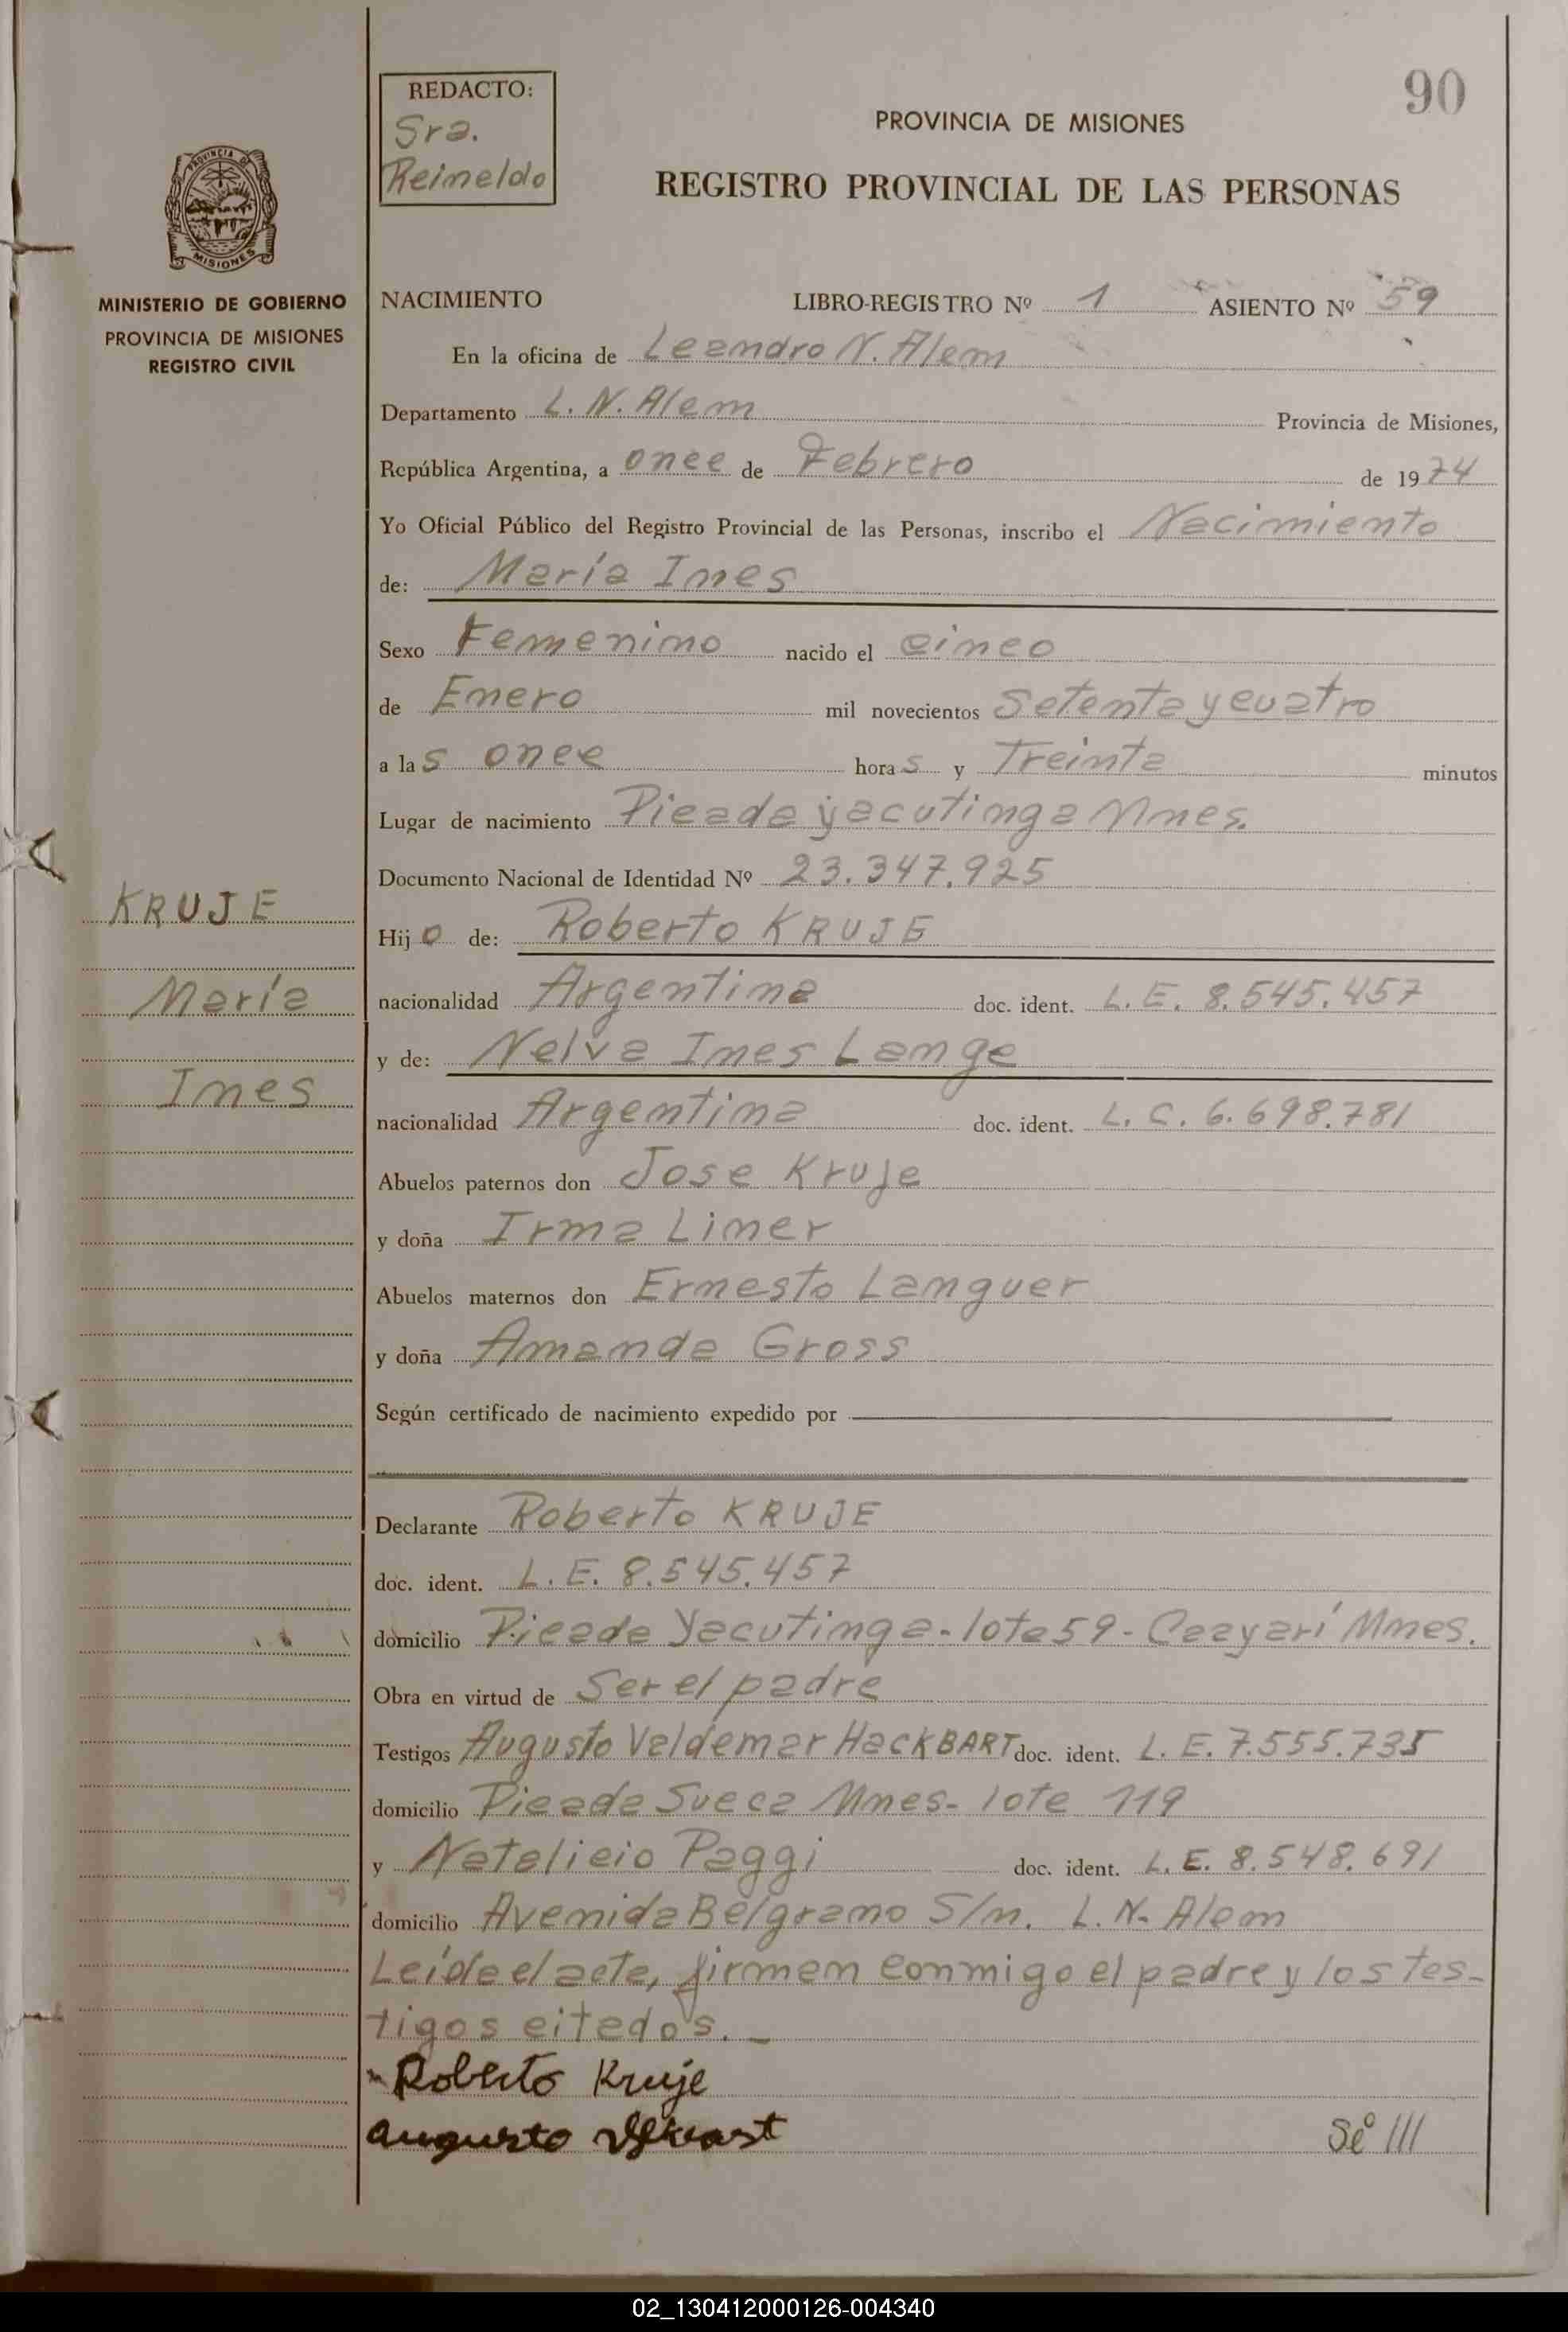 90
REDACTO:
Sra.
Reineldo
PROVINCIA DE MISIONES
REGISTRO PROVINCIAL DE LAS PERSONAS
PROVINCIA DE
MISIONES
MINISTERIO DE GOBIERNO
PROVINCIA DE MISIONES
REGISTRO CIVIL
NACIMIENTO LIBRO-REGISTRO Nº 1 ASIENTO Nº 59
En la oficina de Leandro N. Alem
Departamento L. N. Alem Provincia de Misiones,
República Argentina, a once de Febrero de 1974
Yo Oficial Público del Registro Provincial de las Personas, inscribo el Nacimiento
de: María Ines
Sexo Femenino nacido el cinco
de Enero mil novecientos Setenta y cuatro
a las once horas y Treinta minutos
Lugar de nacimiento Picada yacutinga Mnes.
Documento Nacional de Identidad Nº 23.347.925
KRUJE
María
Ines
Hija de: Roberto KRUJE
nacionalidad Argentina doc. ident. L. E. 8.545.457
y de: Nelva Ines Lange
nacionalidad Argentina doc. ident. L. C. 6.698.781
Abuelos paternos don Jose Kruje
y doña Irma Liner
Abuelos maternos don Ernesto Languer
y doña Amanda Gross
Según certificado de nacimiento expedido por
Declarante Roberto KRUJE
doc. ident. L. E. 8.545.457
domicilio Picada Yacutinga - lote 59 - Caayarí Mnes.
Obra en virtud de Ser el padre
Testigos Augusto Valdemar HackBART doc. ident. L. E. 7.555.735
domicilio Picada Sueca Mnes - lote 119
y Natalicio Paggi doc. ident. L. E. 8.548.691
domicilio Avenida Belgrano S/n. L. N. Alem
Leída el acta, firman conmigo el padre y los tes-
tigos citados. _
Roberto Kruje
Augusto
02_130412000126-004340